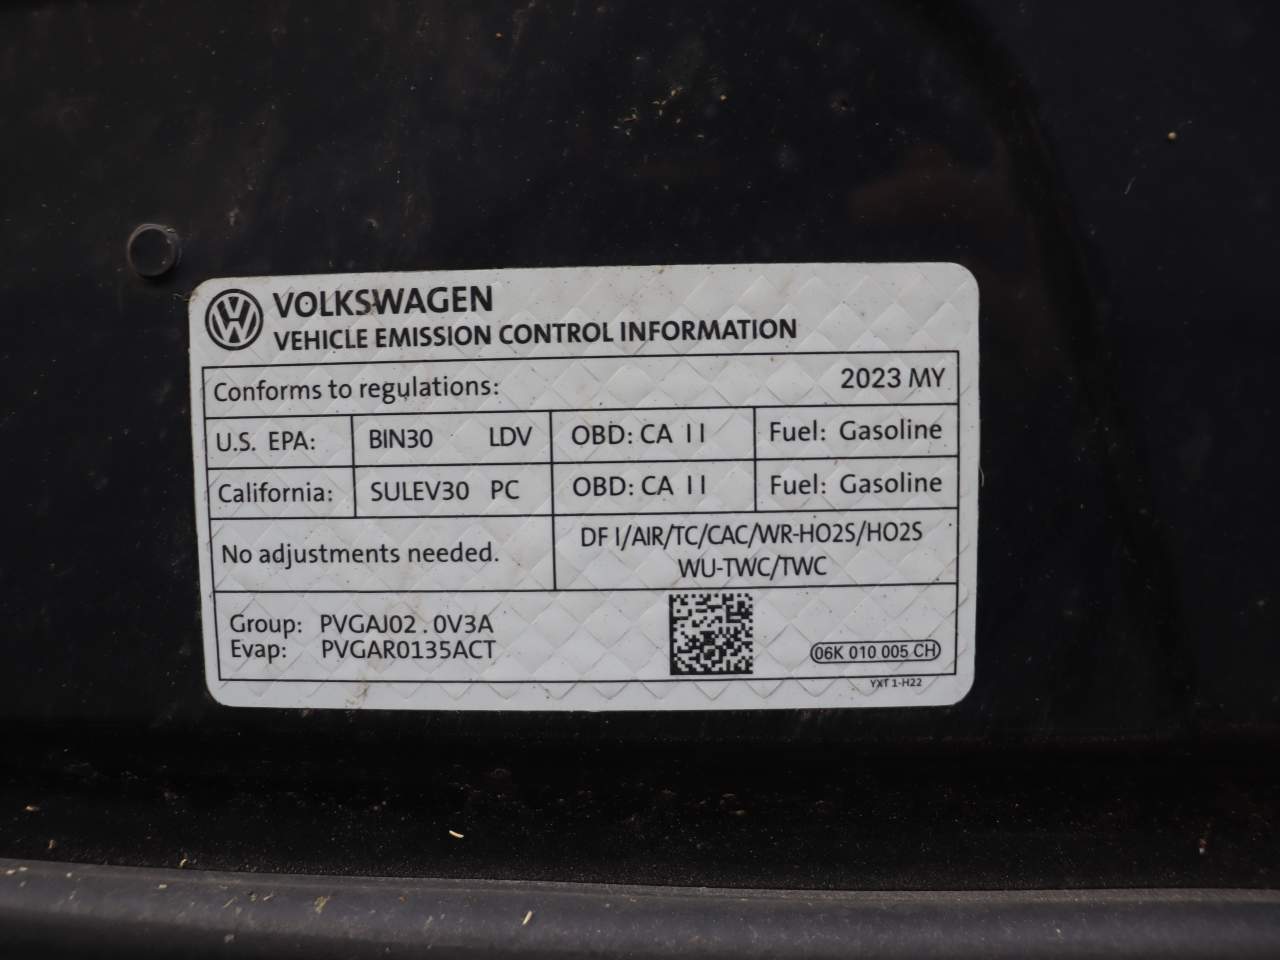 VOLKSWAGEN
VEHICLE EMISSION CONTROL INFORMATION
Conforms to regulations: 2023 MY
U.S. EPA: BIN30 LDV OBD: CA II Fuel: Gasoline
California: SULEV30 PC OBD: CA II Fuel: Gasoline
No adjustments needed. DFI/AIR/TC/CAC/WR-HO2S/HO2S
WU-TWC/TWC
Group: PVGAJ02.0V3A
Evap: PVGAR0135ACT
06K 010 005 CH
YXT 1-H22